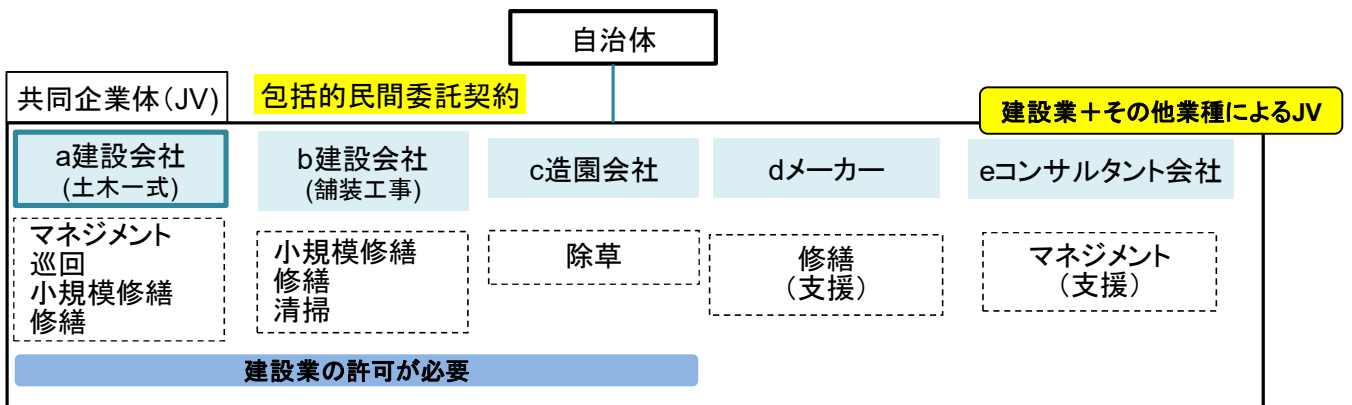 自治体
共同企業体(JV)
包括的民間委託契約
建設業+その他業種によるJV
a建設会社
(土木一式)
b建設会社
(舗装工事)
c造園会社
dメーカー
eコンサルタント会社
マネジメント
巡回
小規模修繕
修繕
小規模修繕
修繕
清掃
除草
修繕
(支援)
マネジメント
(支援)
建設業の許可が必要